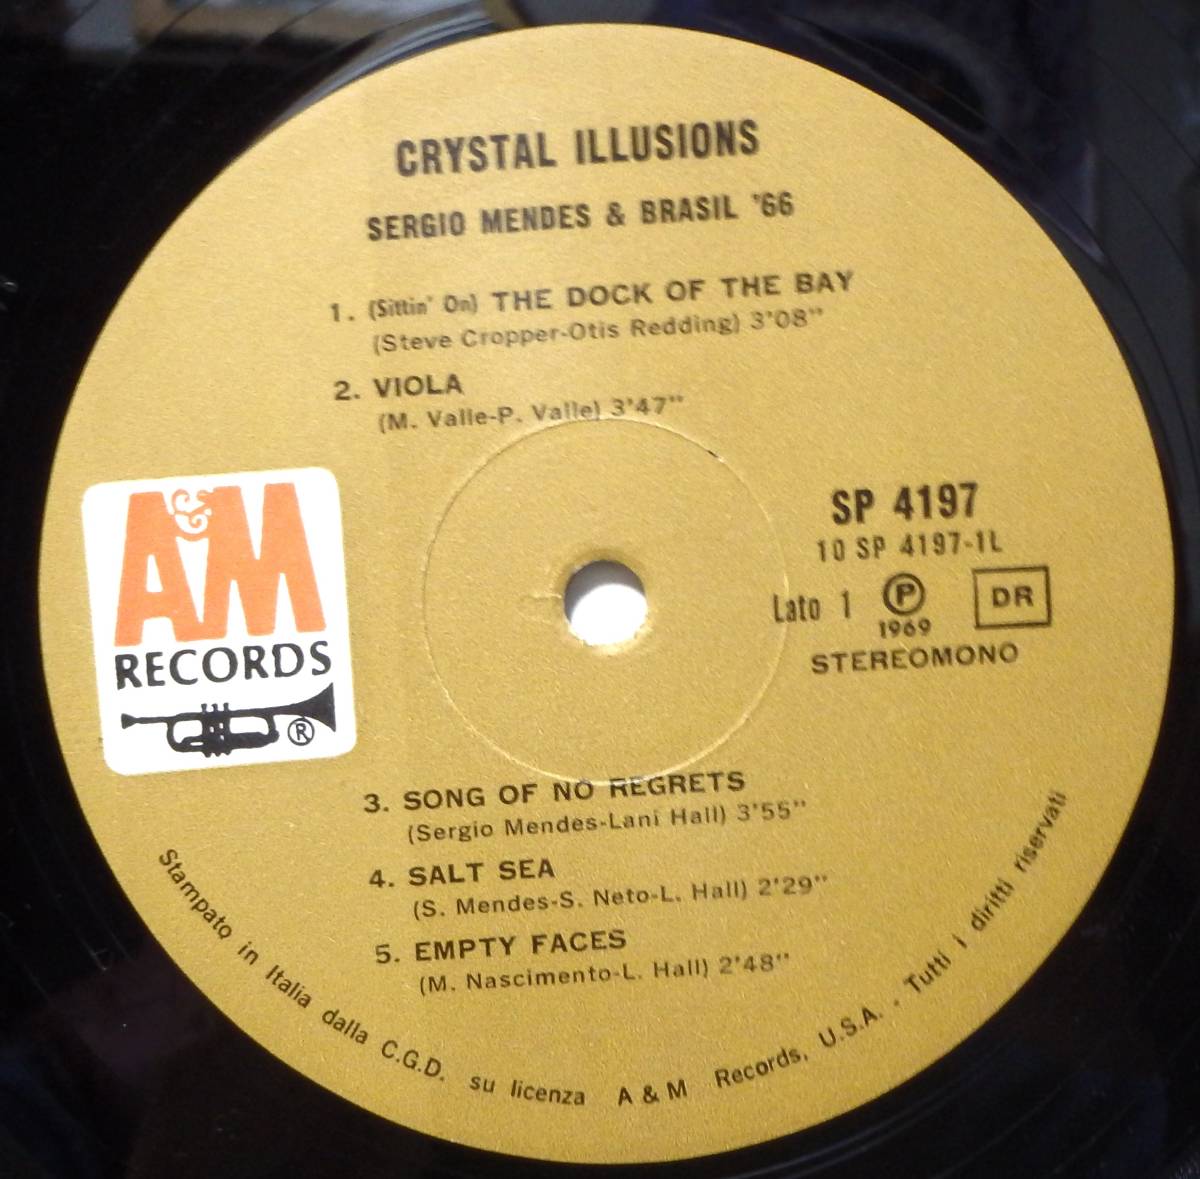 CRYSTAL ILLUSIONS
SERGIO MENDES & BRASIL '66
1. (Sittin' On) THE DOCK OF THE BAY
(Steve Cropper-Otis Redding) 3'08"
2. VIOLA
(M. Valle-P. Valle) 3'47"
A&M
RECORDS
®
SP 4197
10 SP 4197-1L
Lato 1 Ⓟ DR
1969
STEREOMONO
3. SONG OF NO REGRETS
(Sergio Mendes-Lani Hall) 3'55"
4. SALT SEA
(S. Mendes-S. Neto-L. Hall) 2'29"
5. EMPTY FACES
(M. Nascimento-L. Hall) 2'48"
Stampato in Italia dalla C.G.D. su licenza A & M Records, U.S.A. - Tutti i diritti riservati